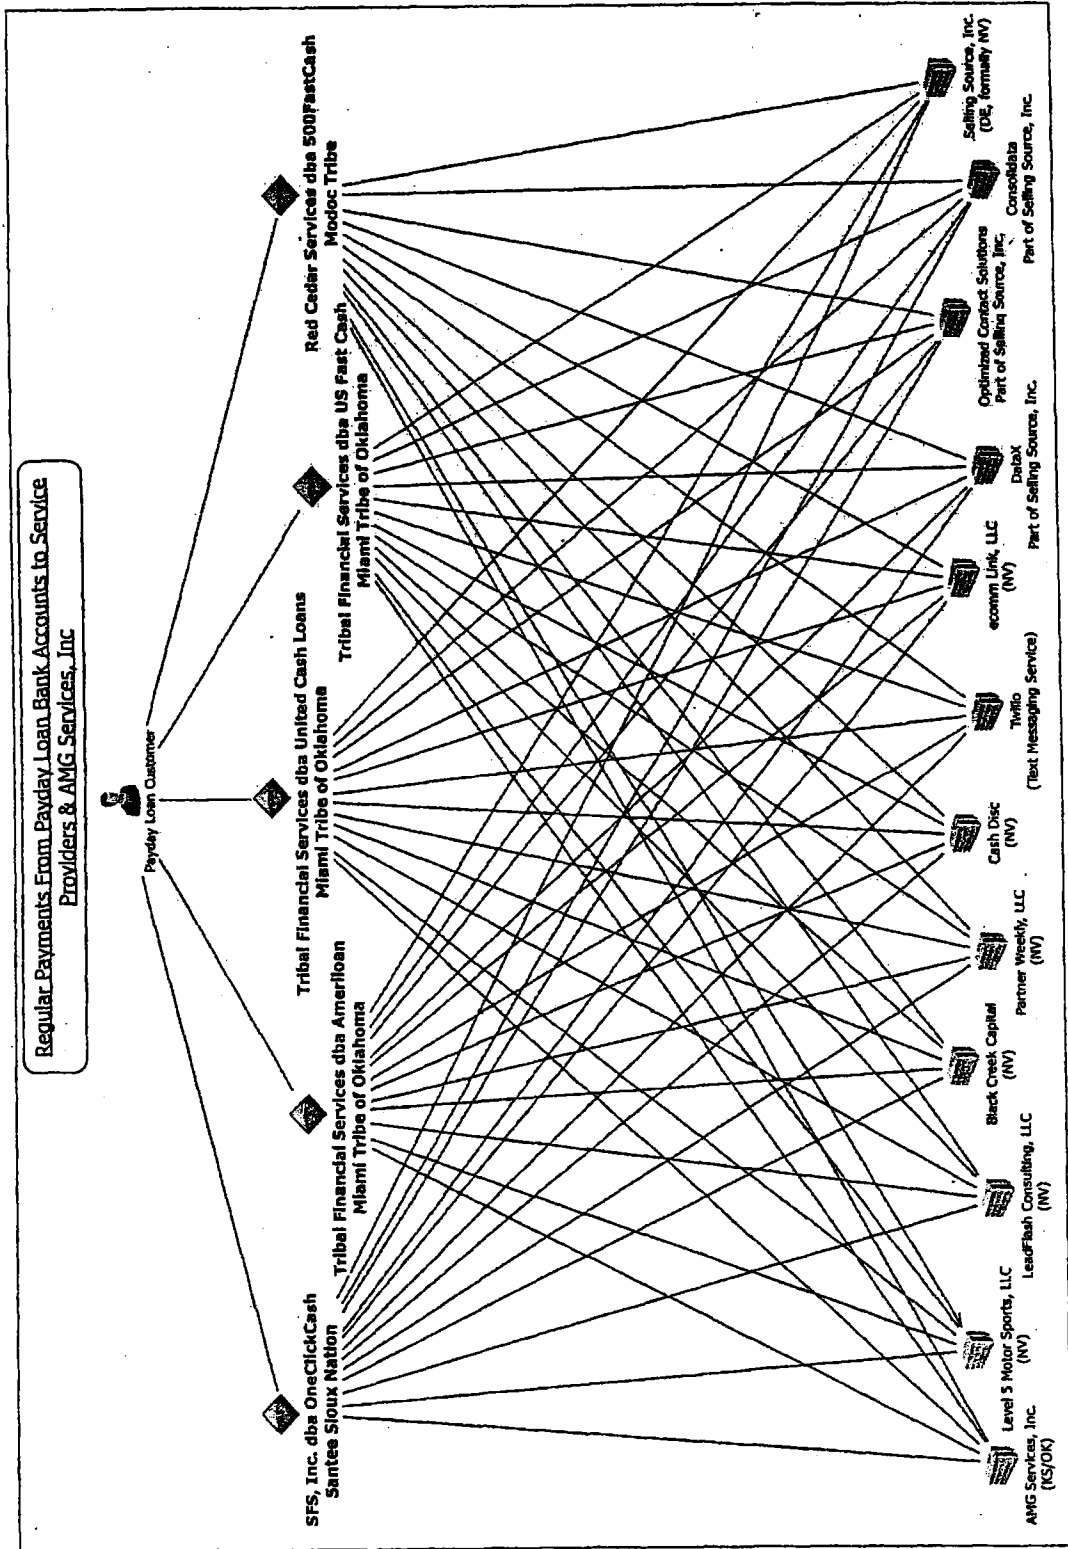 Regular Payments From Payday Loan Bank Accounts to Service
Providers & AMG Services, Inc
Payday Loan Customer
SFS, Inc. dba OneClickCash
Santee Sioux Nation
Tribal Financial Services dba Ameriloan
Miami Tribe of Oklahoma
Tribal Financial Services dba United Cash Loans
Miami Tribe of Oklahoma
Tribal Financial Services dba US Fast Cash
Miami Tribe of Oklahoma
Red Cedar Services dba 500FastCash
Modoc Tribe
AMG Services, Inc.
(KS/OK)
Level 5 Motor Sports, LLC
(NV)
LeadFlash Consulting, LLC
(NV)
Black Creek Capital
(NV)
Partner Weekly, LLC
(NV)
Cash Disc
(NV)
Twilio
(Text Messaging Service)
ecomm Link, LLC
(NV)
DataX
Part of Selling Source, Inc.
Optimized Contact Solutions
Part of Selling Source, Inc.
Consolidata
Part of Selling Source, Inc.
Selling Source, Inc.
(DE, formally NV)